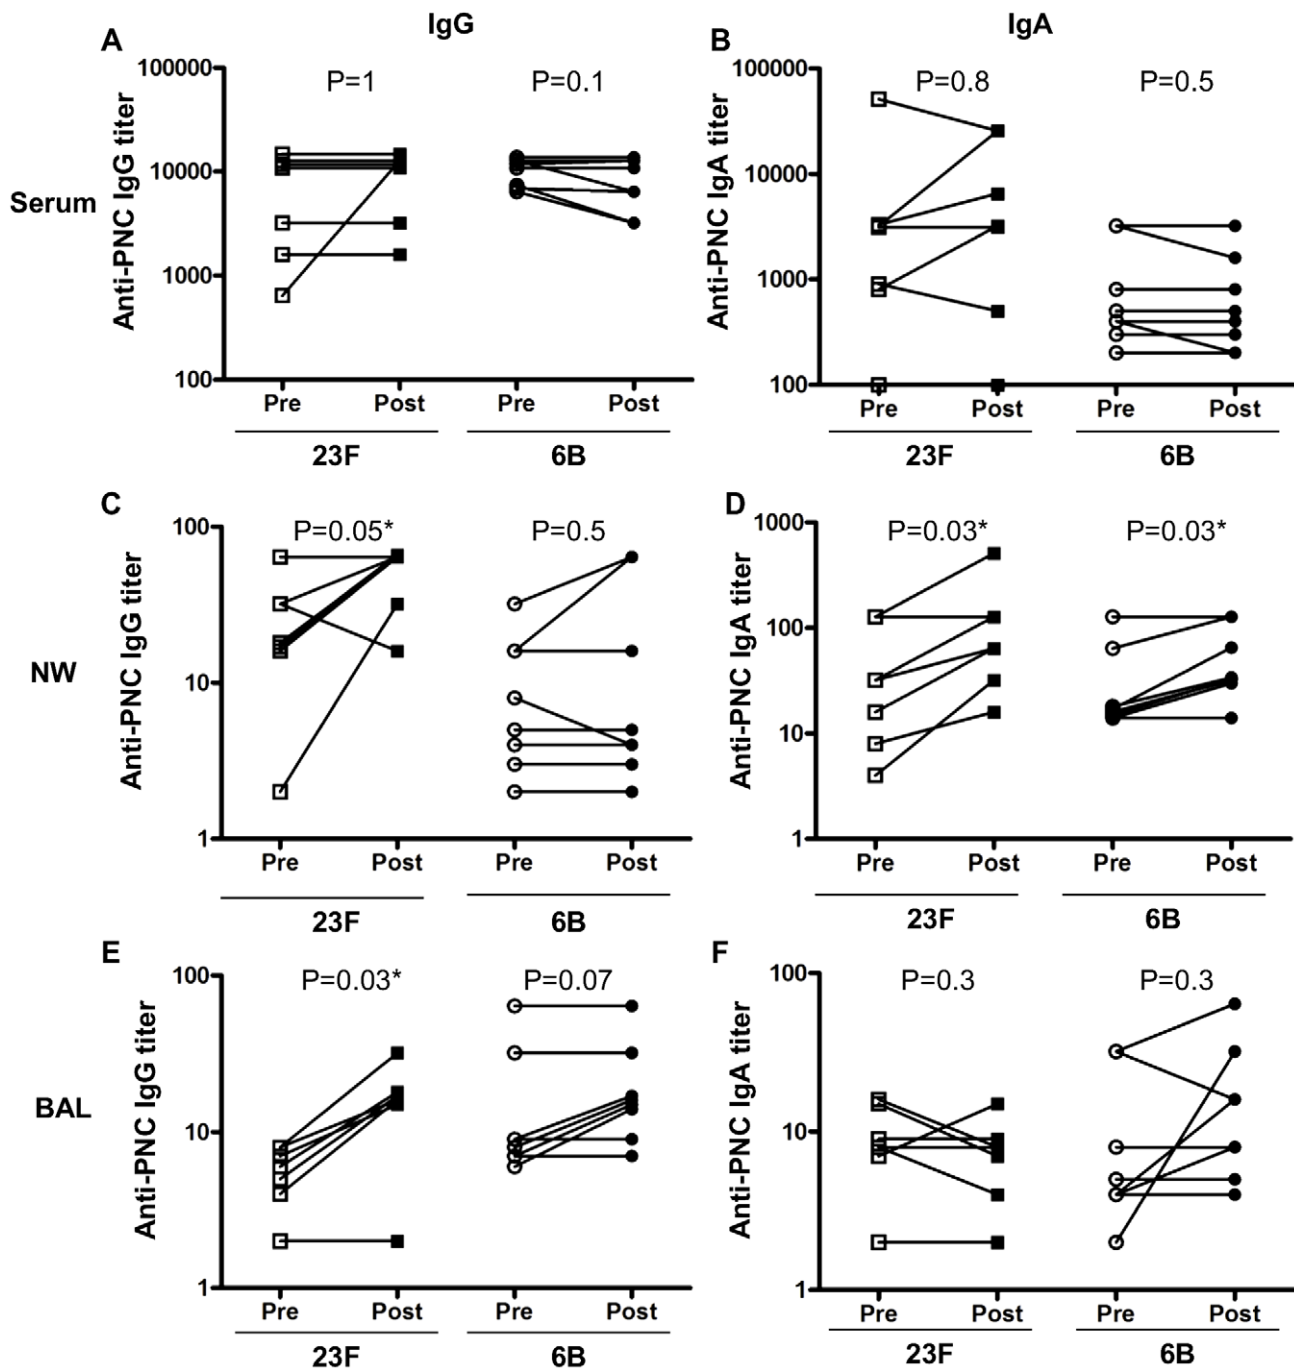 IgG
IgA
A
B
Serum
Anti-PNC IgG titer
100000
10000
1000
100
P=1
P=0.1
Pre
Post
Pre
Post
23F
6B
Anti-PNC IgA titer
100000
10000
1000
100
P=0.8
P=0.5
Pre
Post
Pre
Post
23F
6B
C
D
NW
Anti-PNC IgG titer
100
10
1
P=0.05*
P=0.5
Pre
Post
Pre
Post
23F
6B
Anti-PNC IgA titer
1000
100
10
1
P=0.03*
P=0.03*
Pre
Post
Pre
Post
23F
6B
E
F
BAL
Anti-PNC IgG titer
100
10
1
P=0.03*
P=0.07
Pre
Post
Pre
Post
23F
6B
Anti-PNC IgA titer
100
10
1
P=0.3
P=0.3
Pre
Post
Pre
Post
23F
6B